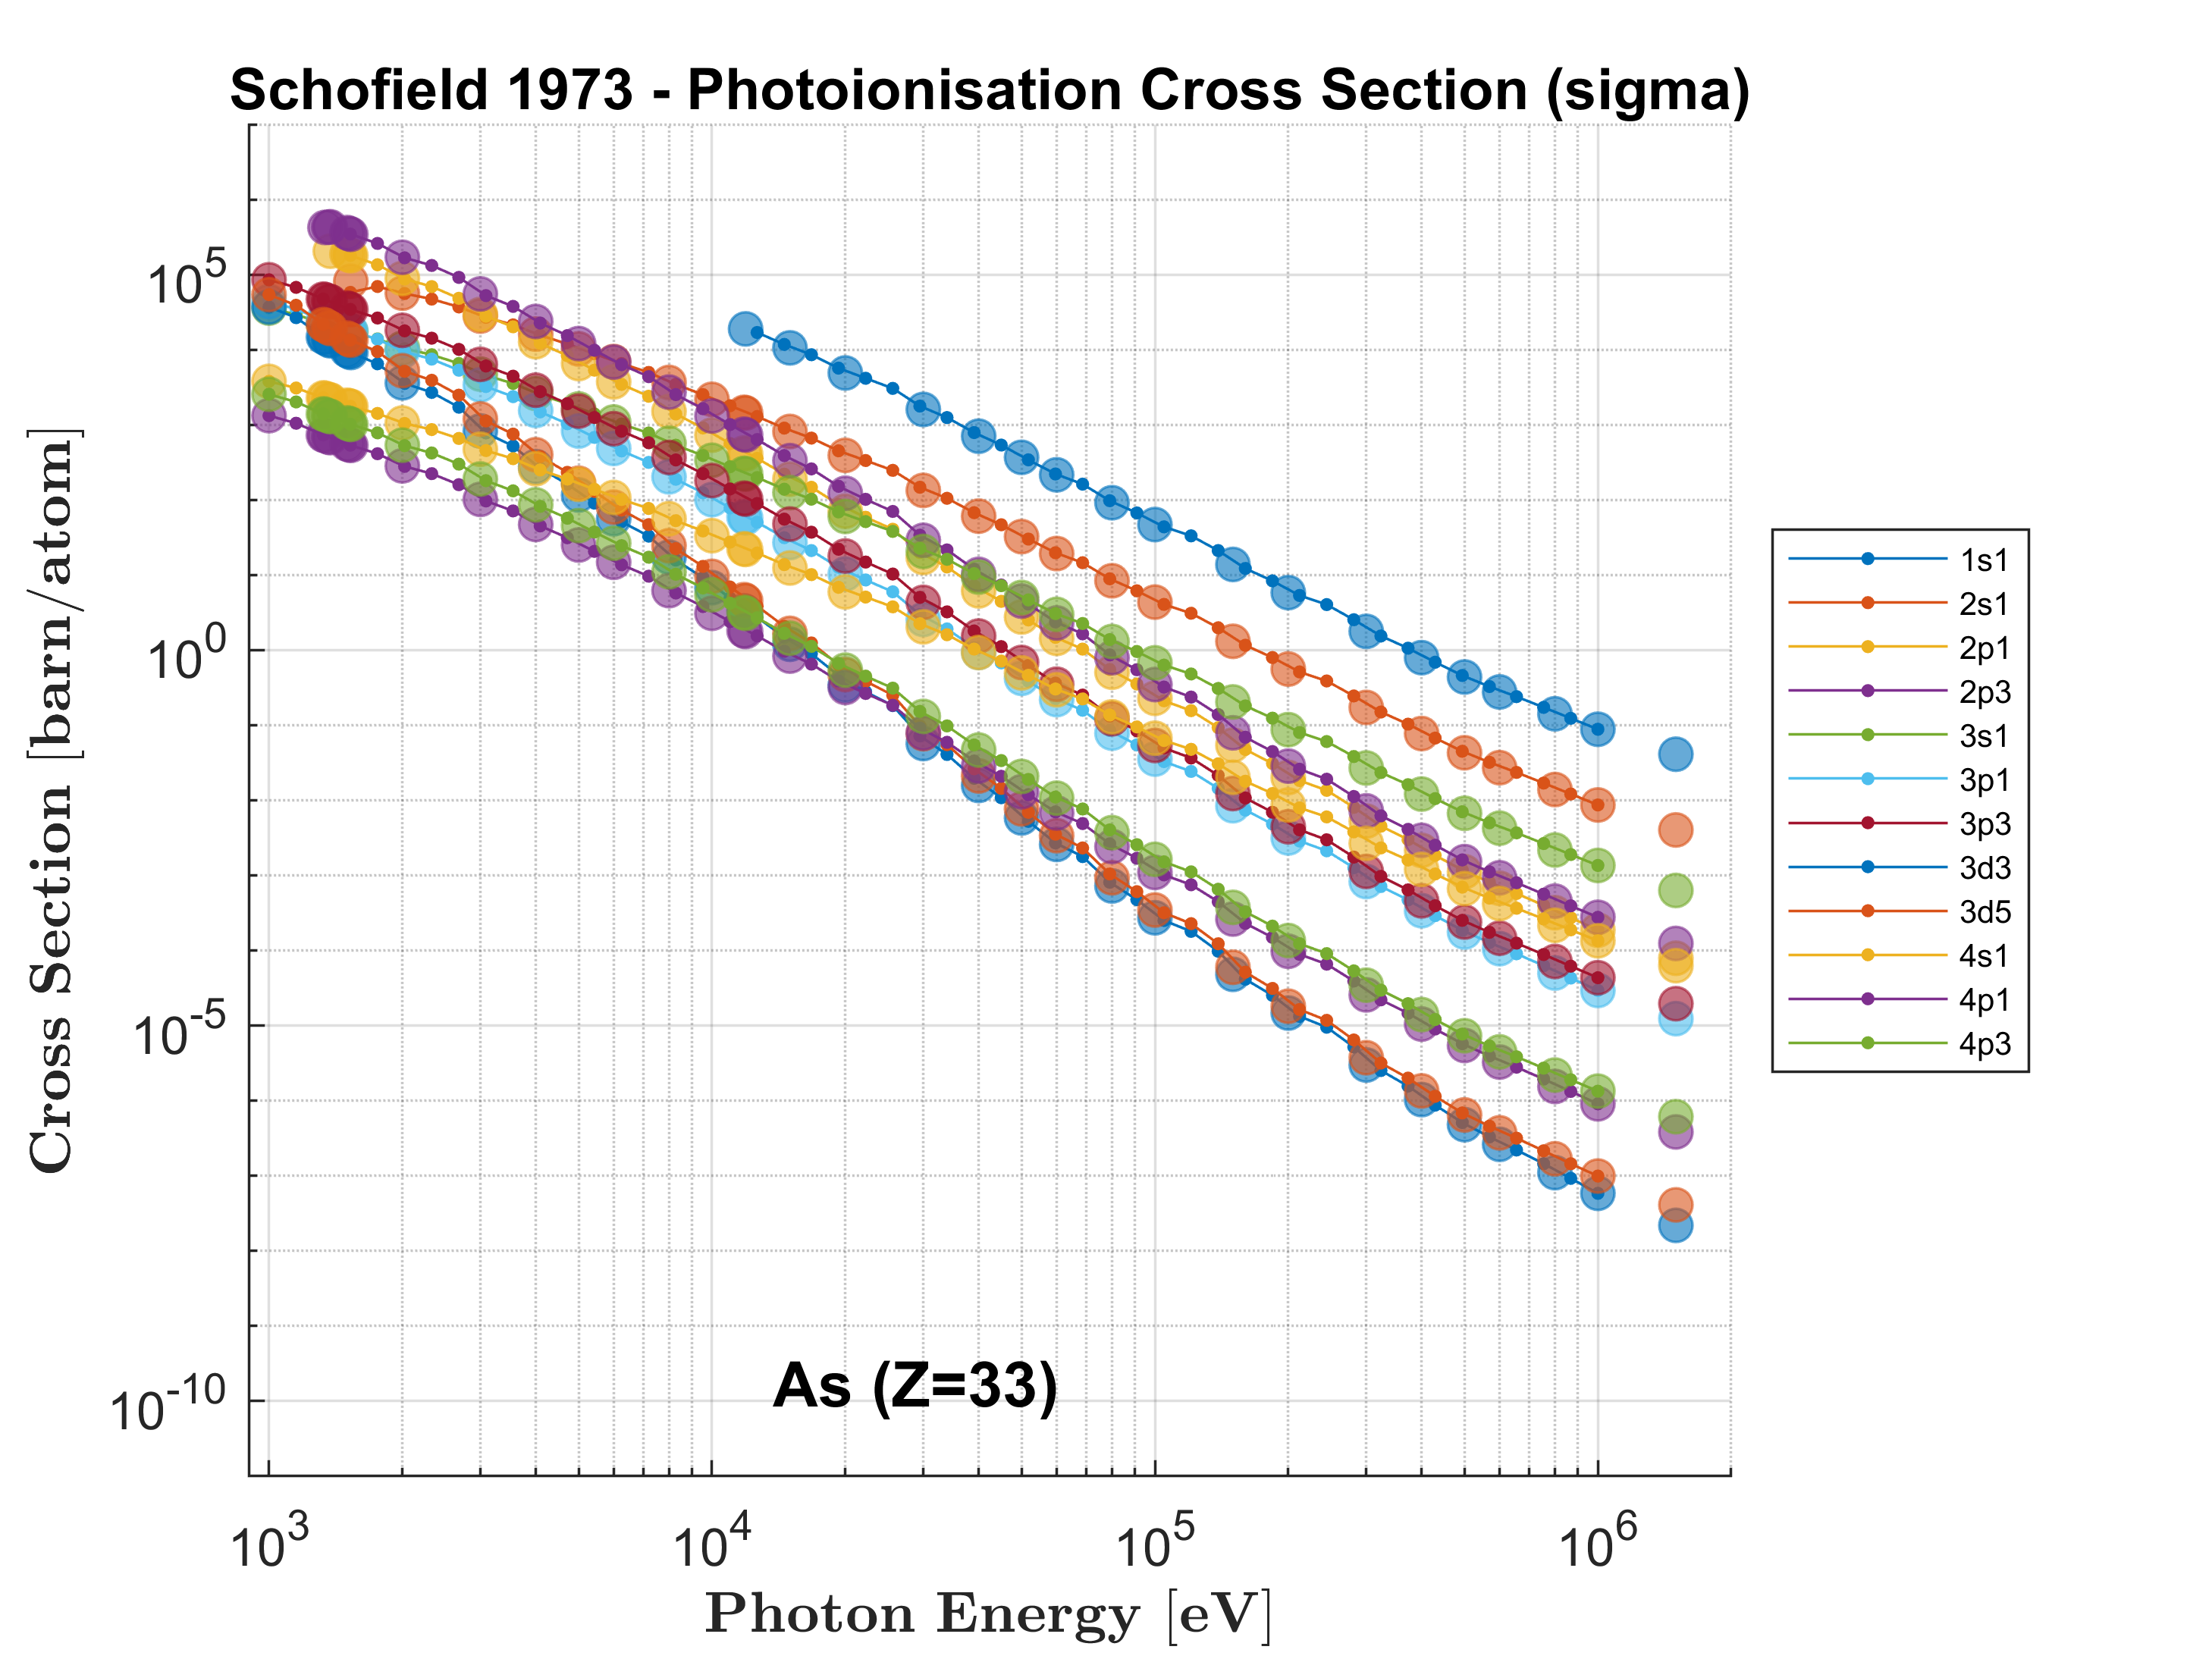 Schofield 1973 - Photoionisation Cross Section (sigma)
Cross Section [barn/atom]
10^5
10^0
10^-5
10^-10
As (Z=33)
10^3 10^4 10^5 10^6
Photon Energy [eV]
1s1
2s1
2p1
2p3
3s1
3p1
3p3
3d3
3d5
4s1
4p1
4p3